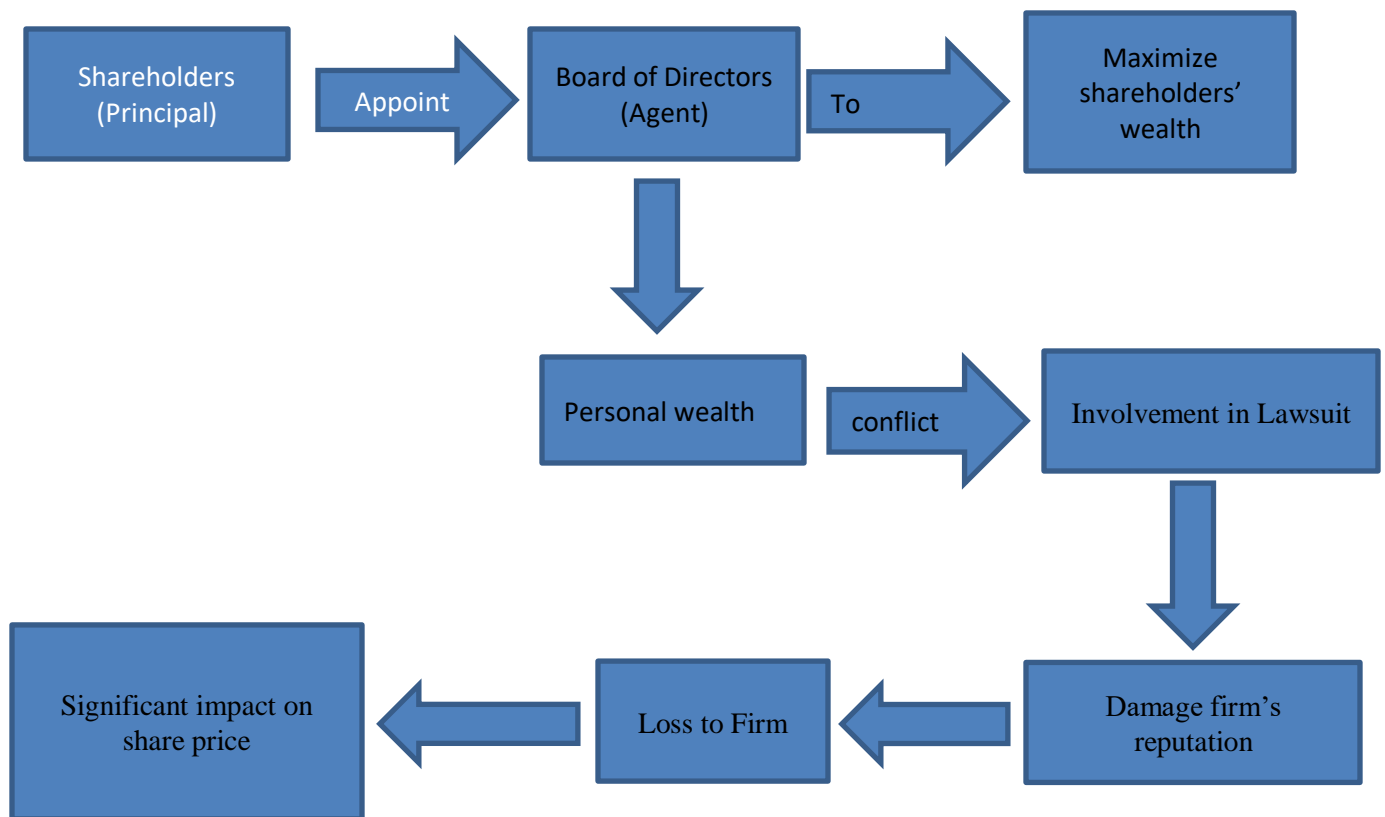 Shareholders
(Principal)
Appoint
Board of Directors
(Agent)
To
Maximize
shareholders’
wealth
Personal wealth
conflict
Involvement in Lawsuit
Significant impact on
share price
Loss to Firm
Damage firm’s
reputation